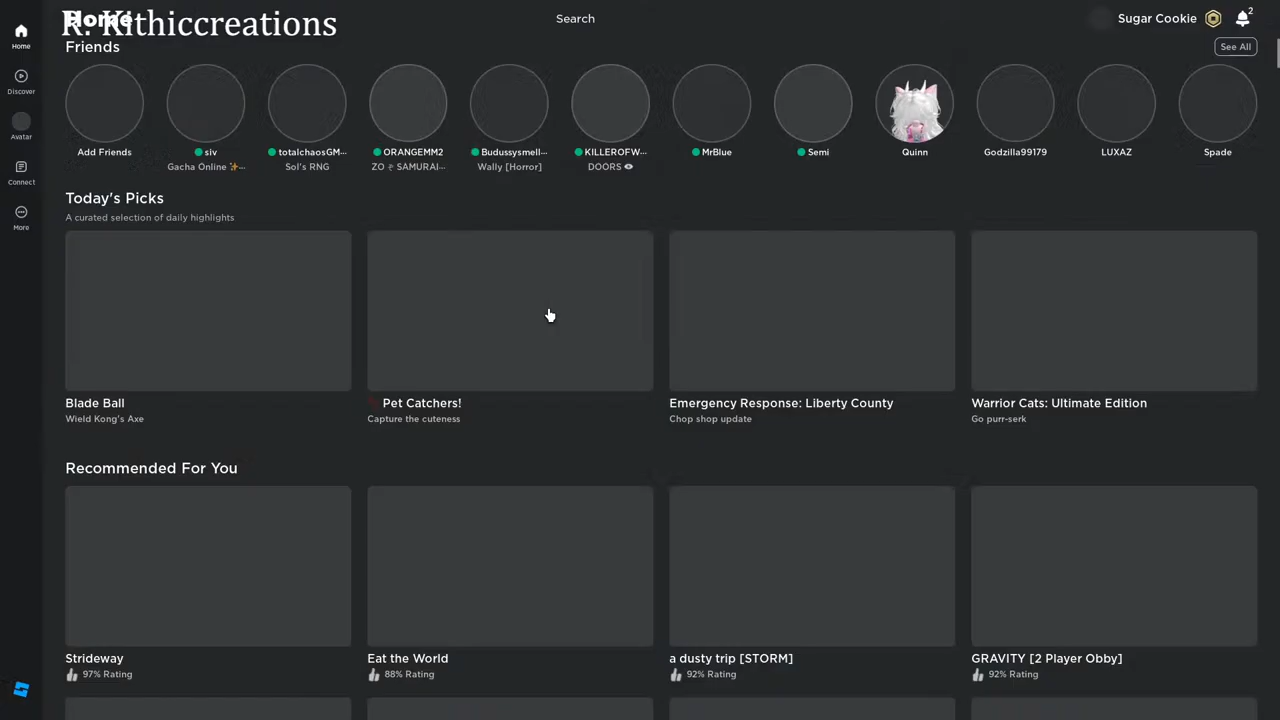 R. Kithiccreations
Home
Search
Sugar Cookie
2
Home
Discover
Avatar
Connect
More
Friends
See All
Add Friends
siv
Gacha Online ✨...
totalchaosGM...
Sol's RNG
ORANGEMM2
Budussysmell...
Wally [Horror]
KILLEROFW...
DOORS 👁
MrBlue
Semi
Quinn
Godzilla99179
LUXAZ
Spade
Today's Picks
A curated selection of daily highlights
Blade Ball
Wield Kong's Axe
Pet Catchers!
Capture the cuteness
Emergency Response: Liberty County
Chop shop update
Warrior Cats: Ultimate Edition
Go purr-serk
Recommended For You
Strideway
97% Rating
Eat the World
88% Rating
a dusty trip [STORM]
92% Rating
GRAVITY [2 Player Obby]
92% Rating